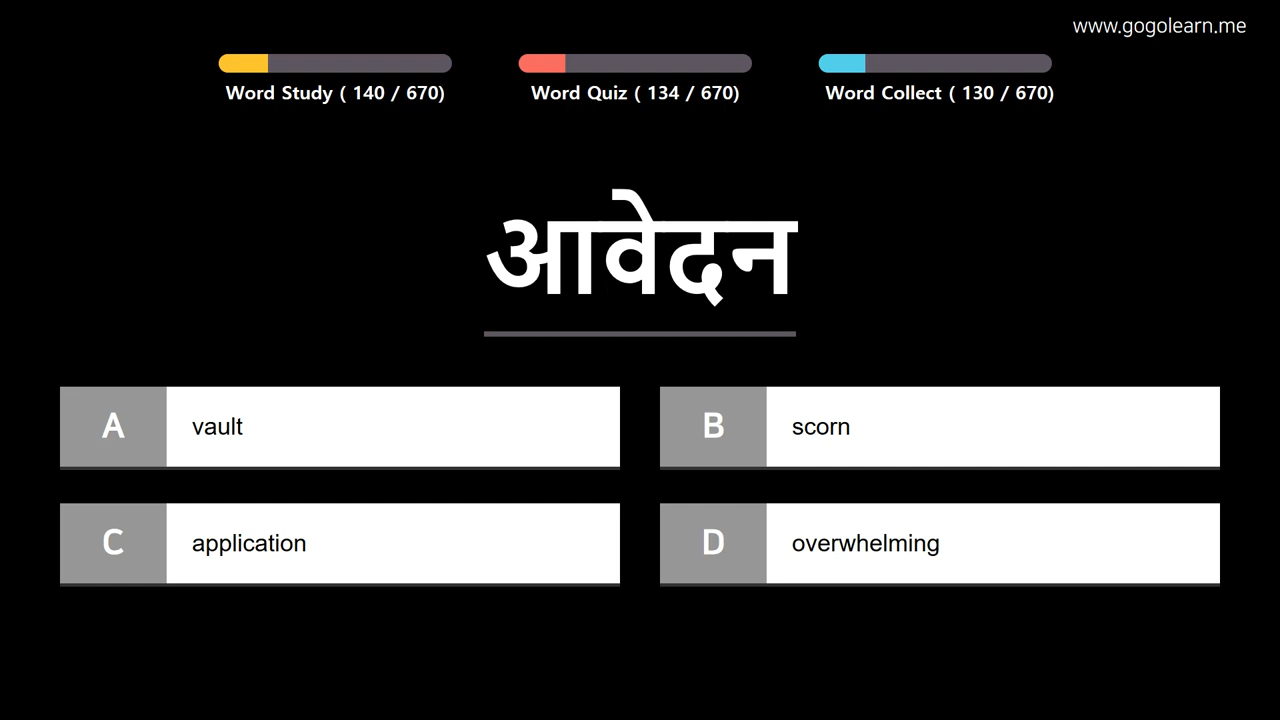 www.gogolearn.me
Word Study ( 140 / 670)
Word Quiz ( 134 / 670)
Word Collect ( 130 / 670)
आवेदन
A vault
B scorn
C application
D overwhelming